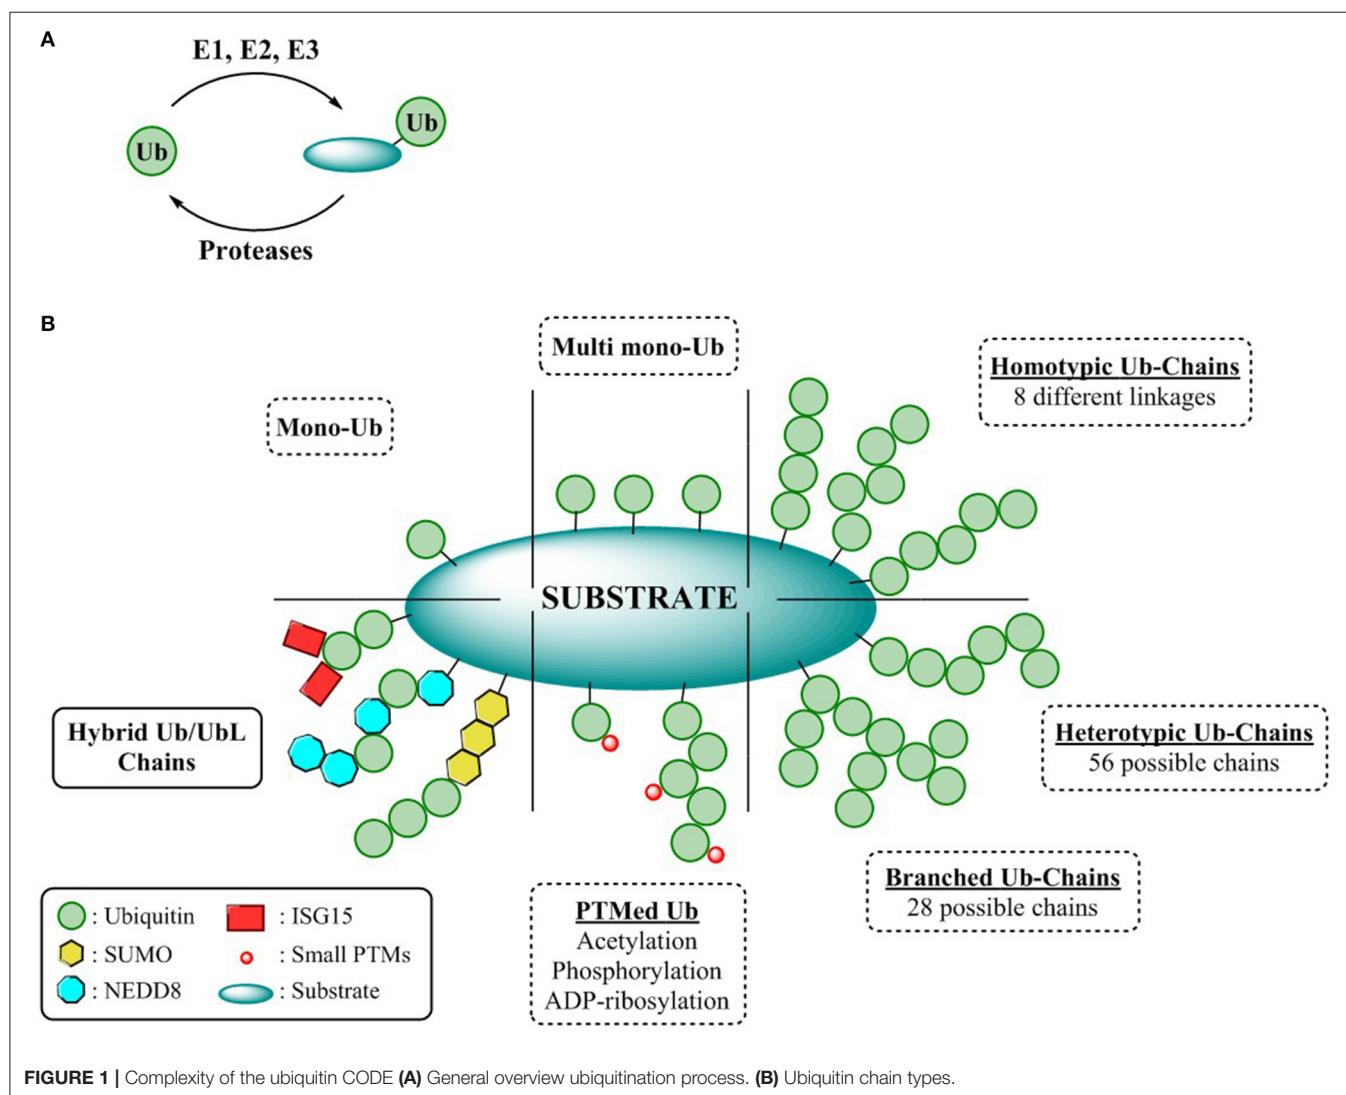 A
E1, E2, E3
Ub
Ub
Proteases
B
Multi mono-Ub
Homotypic Ub-Chains
8 different linkages
Mono-Ub
SUBSTRATE
Hybrid Ub/UbL
Chains
Heterotypic Ub-Chains
56 possible chains
Branched Ub-Chains
28 possible chains
PTMed Ub
Acetylation
Phosphorylation
ADP-ribosylation
: Ubiquitin
: ISG15
: SUMO
: Small PTMs
: NEDD8
: Substrate
FIGURE 1 | Complexity of the ubiquitin CODE (A) General overview ubiquitination process. (B) Ubiquitin chain types.